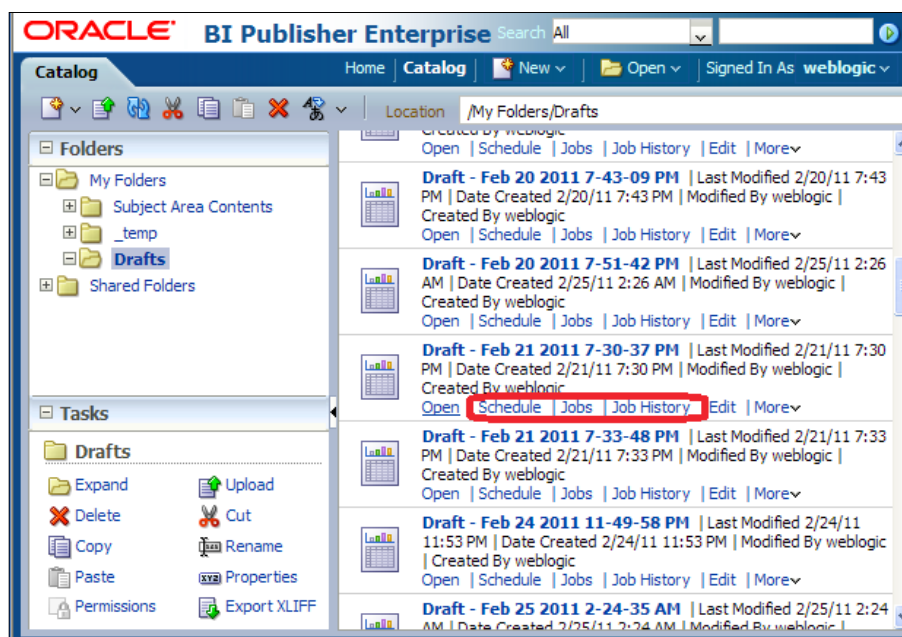 ORACLE' BI Publisher Enterprise Search All
Catalog
Home | Catalog | New | Open | Signed In As weblogic
Location /My Folders/Drafts
Folders
My Folders
Subject Area Contents
_temp
Drafts
Shared Folders
Tasks
Drafts
Expand Upload
Delete Cut
Copy Rename
Paste Properties
Permissions Export XLIFF
Created By weblogic
Open | Schedule | Jobs | Job History | Edit | More
Draft - Feb 20 2011 7-43-09 PM | Last Modified 2/20/11 7:43
PM | Date Created 2/20/11 7:43 PM | Modified By weblogic |
Created By weblogic
Open | Schedule | Jobs | Job History | Edit | More
Draft - Feb 20 2011 7-51-42 PM | Last Modified 2/25/11 2:26
AM | Date Created 2/25/11 2:26 AM | Modified By weblogic |
Created By weblogic
Open | Schedule | Jobs | Job History | Edit | More
Draft - Feb 21 2011 7-30-37 PM | Last Modified 2/21/11 7:30
PM | Date Created 2/21/11 7:30 PM | Modified By weblogic |
Created By weblogic
Open | Schedule | Jobs | Job History | Edit | More
Draft - Feb 21 2011 7-33-48 PM | Last Modified 2/21/11 7:33
PM | Date Created 2/21/11 7:33 PM | Modified By weblogic |
Created By weblogic
Open | Schedule | Jobs | Job History | Edit | More
Draft - Feb 24 2011 11-49-58 PM | Last Modified 2/24/11
11:53 PM | Date Created 2/24/11 11:53 PM | Modified By weblogic
| Created By weblogic
Open | Schedule | Jobs | Job History | Edit | More
Draft - Feb 25 2011 2-24-35 AM | Last Modified 2/25/11 2:24
AM | Date Created 2/25/11 2:24 AM | Modified By weblogic |